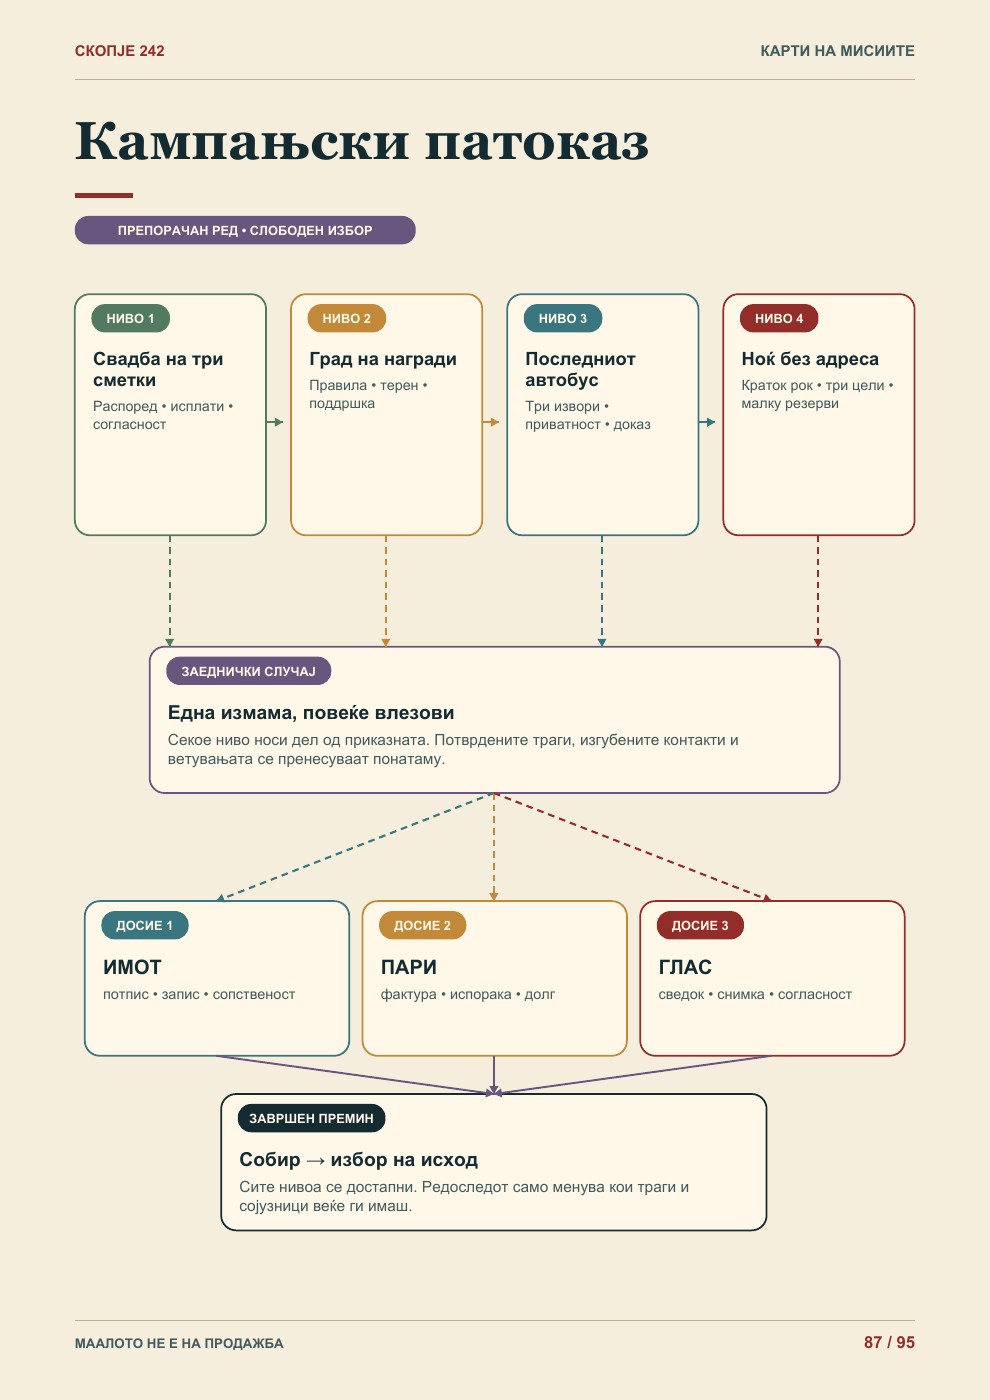 СКОПЈЕ 242
КАРТИ НА МИСИИТЕ
Кампањски патоказ
ПРЕПОРАЧАН РЕД • СЛОБОДЕН ИЗБОР
НИВО 1
Свадба на три
сметки
Распоред • исплати •
согласност
НИВО 2
Град на награди
Правила • терен •
поддршка
НИВО 3
Последниот
автобус
Три извори •
приватност • доказ
НИВО 4
Ноќ без адреса
Краток рок • три цели •
малку резерви
ЗАЕДНИЧКИ СЛУЧАЈ
Една измама, повеќе влезови
Секое ниво носи дел од приказната. Потврдените траги, изгубените контакти и
ветувањата се пренесуваат понатаму.
ДОСИЕ 1
ИМОТ
потпис • запис • сопственост
ДОСИЕ 2
ПАРИ
фактура • испорака • долг
ДОСИЕ 3
ГЛАС
сведок • снимка • согласност
ЗАВРШЕН ПРЕМИН
Собир → избор на исход
Сите нивоа се достапни. Редоследот само менува кои траги и
сојузници веќе ги имаш.
МААЛОТО НЕ Е НА ПРОДАЖБА
87 / 95